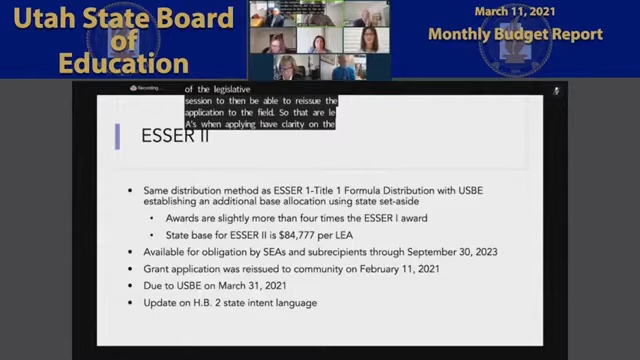 Utah State Board
of
Education
March 11, 2021
Monthly Budget Report
Recording...
of the legislative
session to then be able to reissue the
application to the field. So that are le
A's when applying have clarity on the
ESSER II
• Same distribution method as ESSER 1-Title 1 Formula Distribution with USBE
establishing an additional base allocation using state set-aside
• Awards are slightly more than four times the ESSER I award
• State base for ESSER II is $84,777 per LEA
• Available for obligation by SEAs and subrecipients through September 30, 2023
• Grant application was reissued to community on February 11, 2021
• Due to USBE on March 31, 2021
• Update on H.B. 2 state intent language